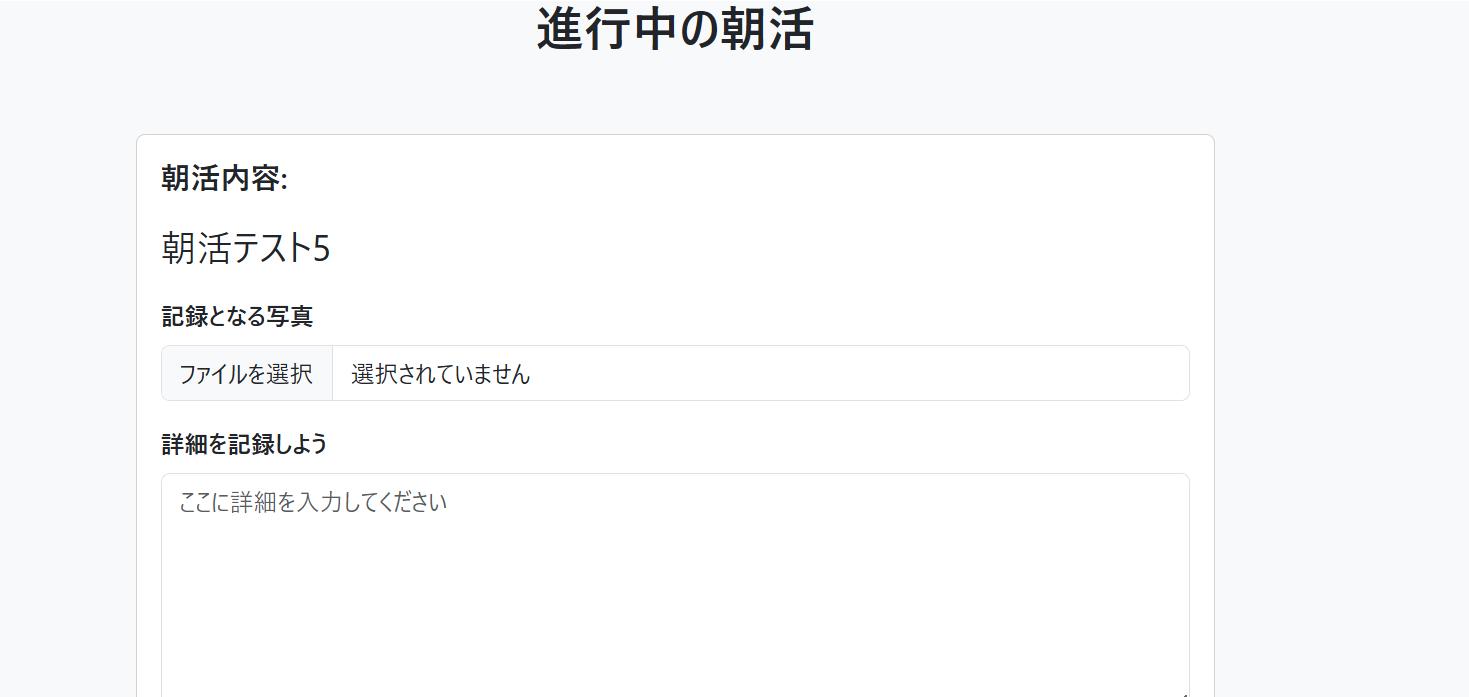 進行中の朝活
朝活内容:
朝活テスト5
記録となる写真
ファイルを選択 選択されていません
詳細を記録しよう
ここに詳細を入力してください